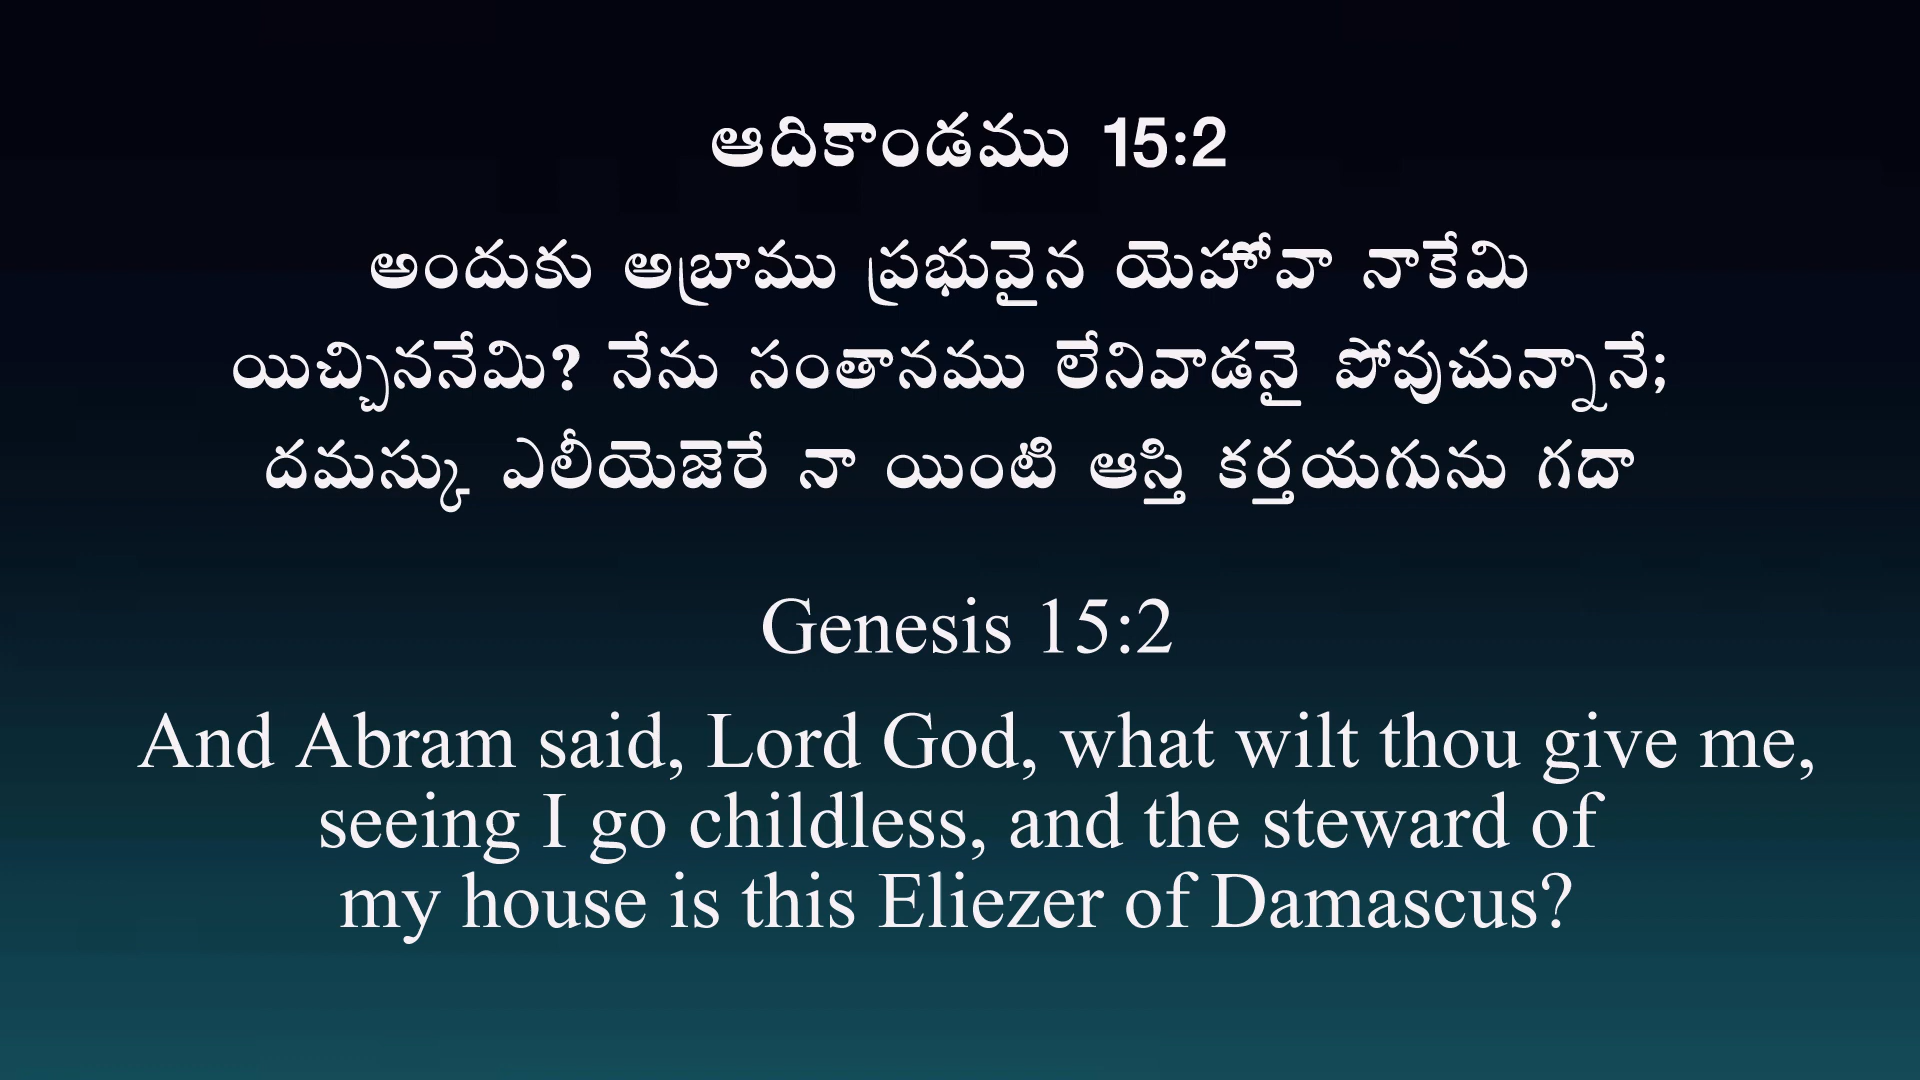 ఆదికాండము 15:2
అందుకు అబ్రాము ప్రభువైన యెహోవా నాకేమి
యిచ్చిననేమి? నేను సంతానము లేనివాడనై పోవుచున్నానే;
దమస్కు ఎలీయెజెరే నా యింటి ఆస్తి కర్తయగును గదా
Genesis 15:2
And Abram said, Lord God, what wilt thou give me,
seeing I go childless, and the steward of
my house is this Eliezer of Damascus?